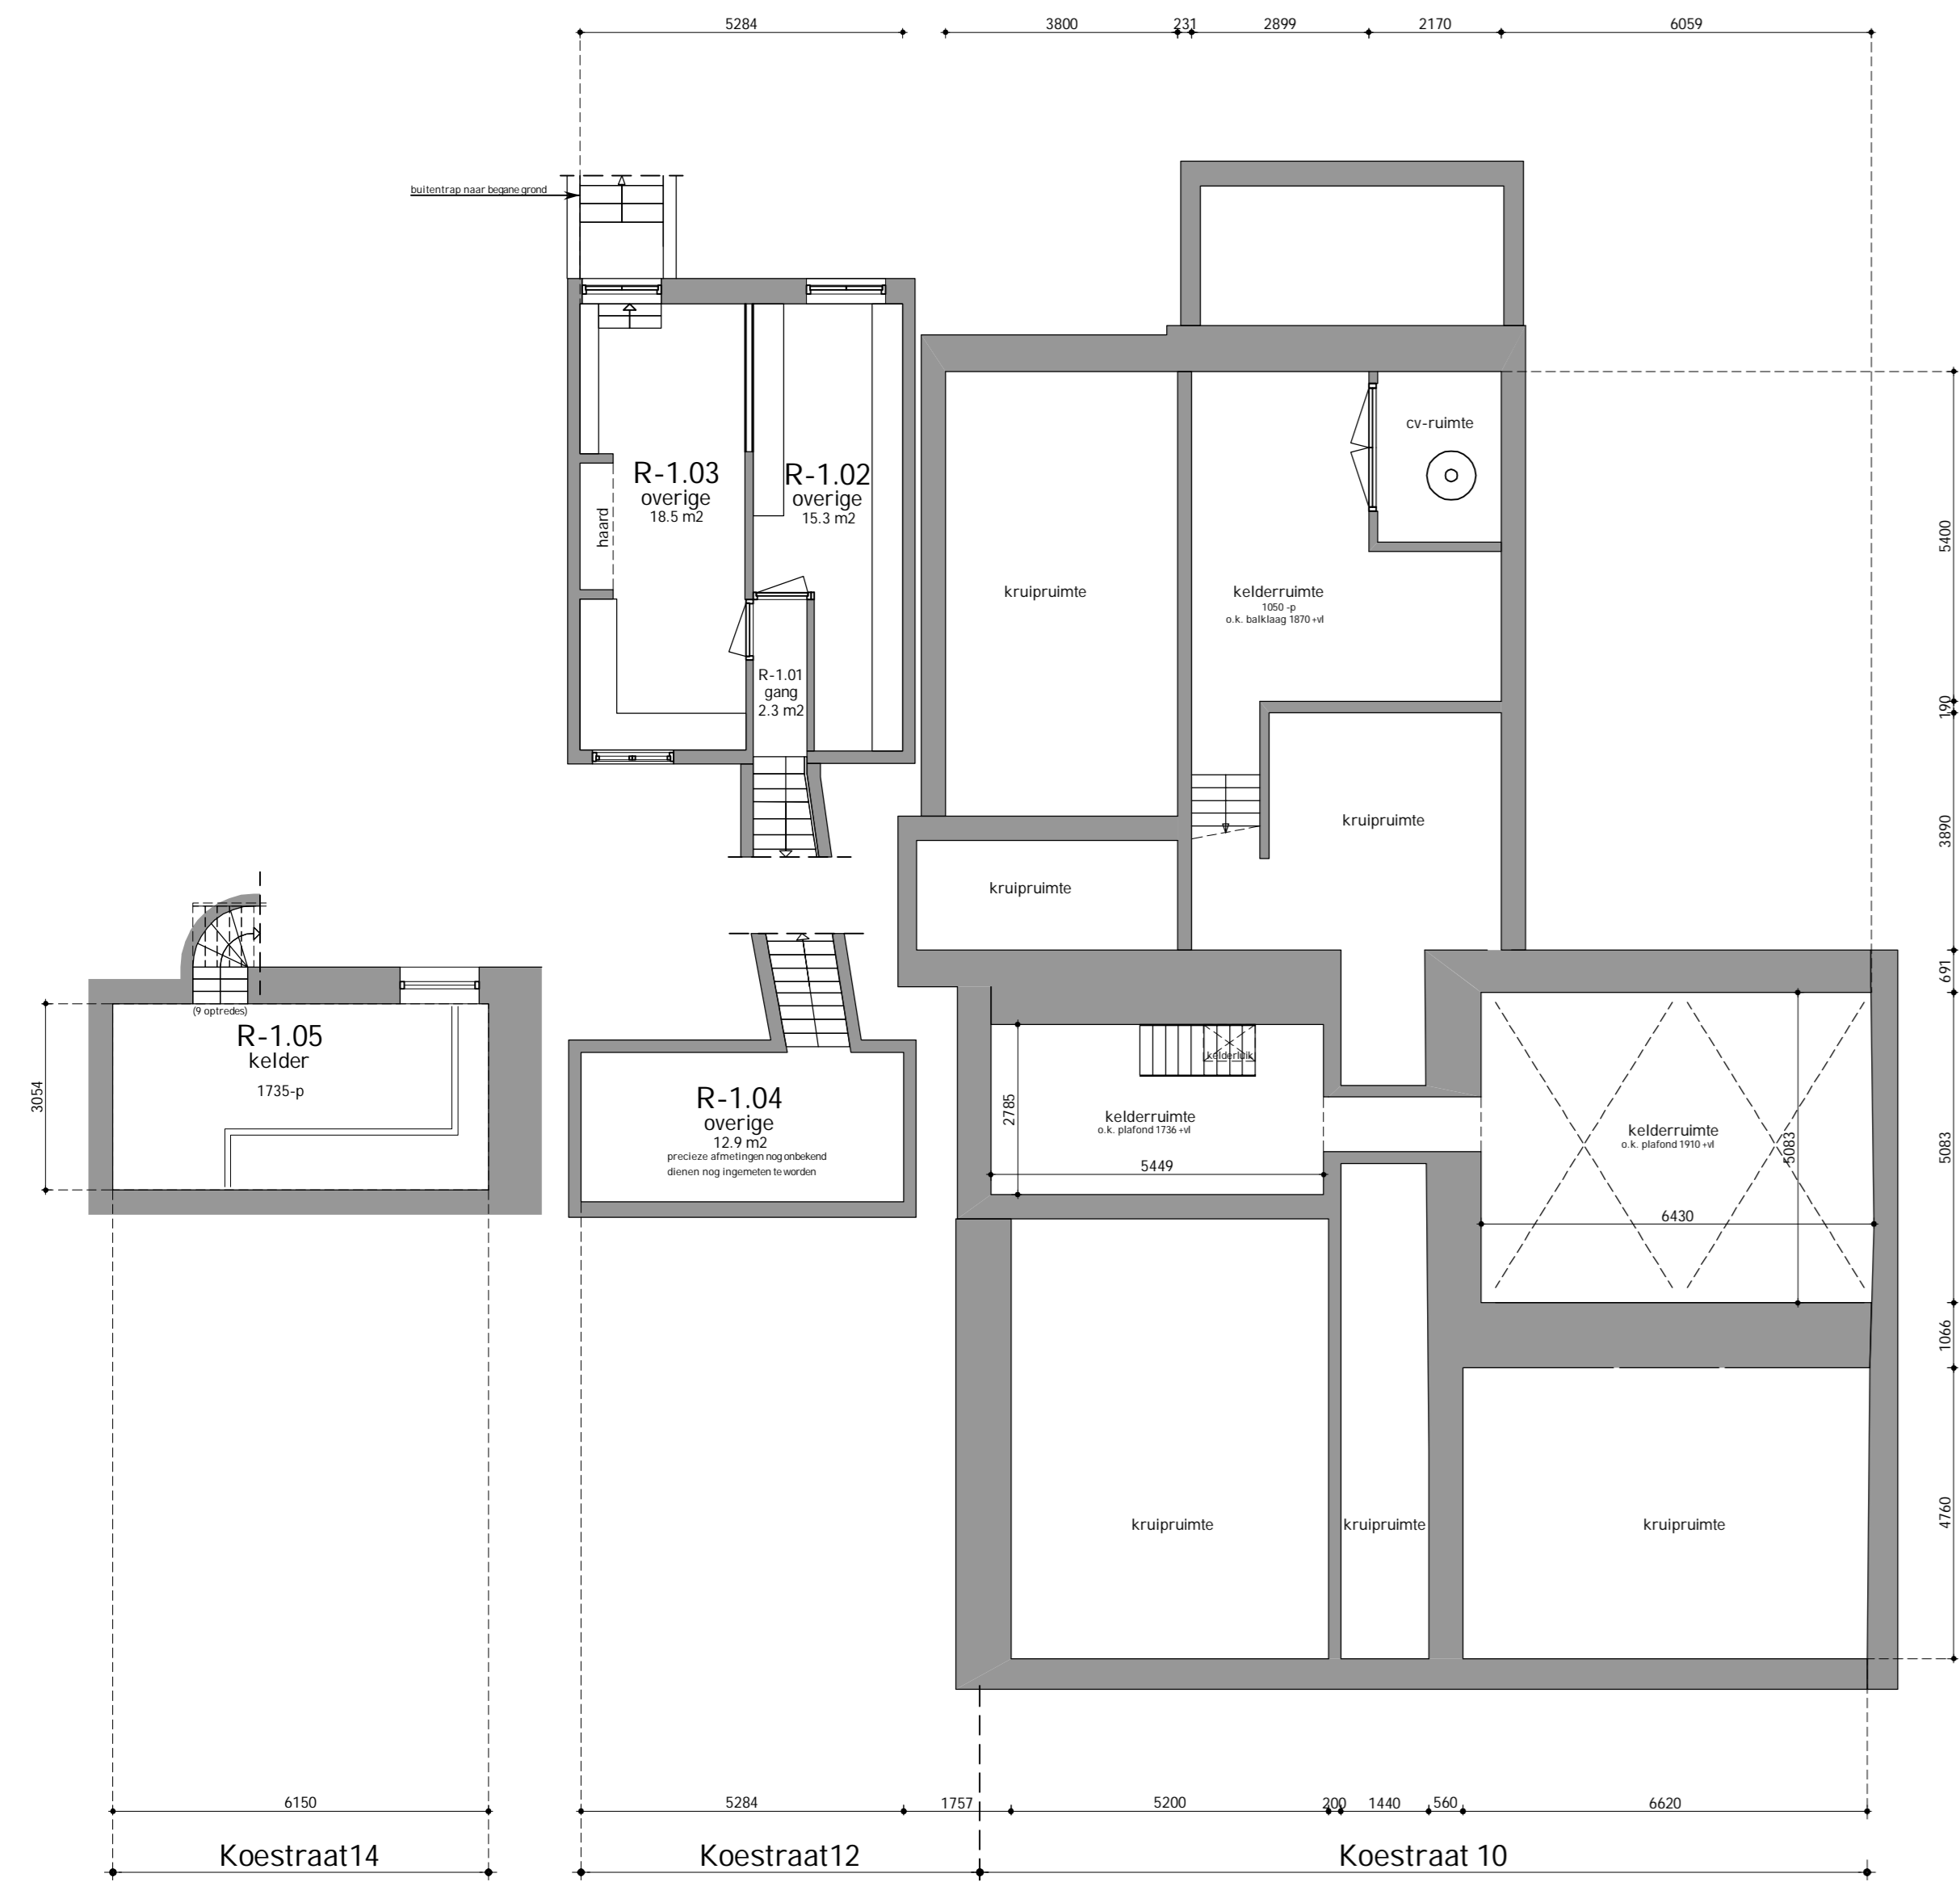 5284
3800
231
2899
2170
6059
buitentrap naar begane grond
cv-ruimte
R-1.03
overige
18.5 m2
R-1.02
overige
15.3 m2
haard
5400
kruipruimte
kelderruimte
1050 -p
o.k. balklaag 1870 +vl
R-1.01
gang
2.3 m2
190
kruipruimte
3890
kruipruimte
691
(9 optredes)
R-1.05
kelder
1735-p
3054
kelderluik
R-1.04
overige
12.9 m2
precieze afmetingen nog onbekend
dienen nog ingemeten te worden
2785
kelderruimte
o.k. plafond 1736 +vl
5449
kelderruimte
o.k. plafond 1910 +vl
5083
5083
6430
1066
kruipruimte
kruipruimte
kruipruimte
4760
6150
5284
1757
5200
200
1440
560
6620
Koestraat14
Koestraat12
Koestraat 10